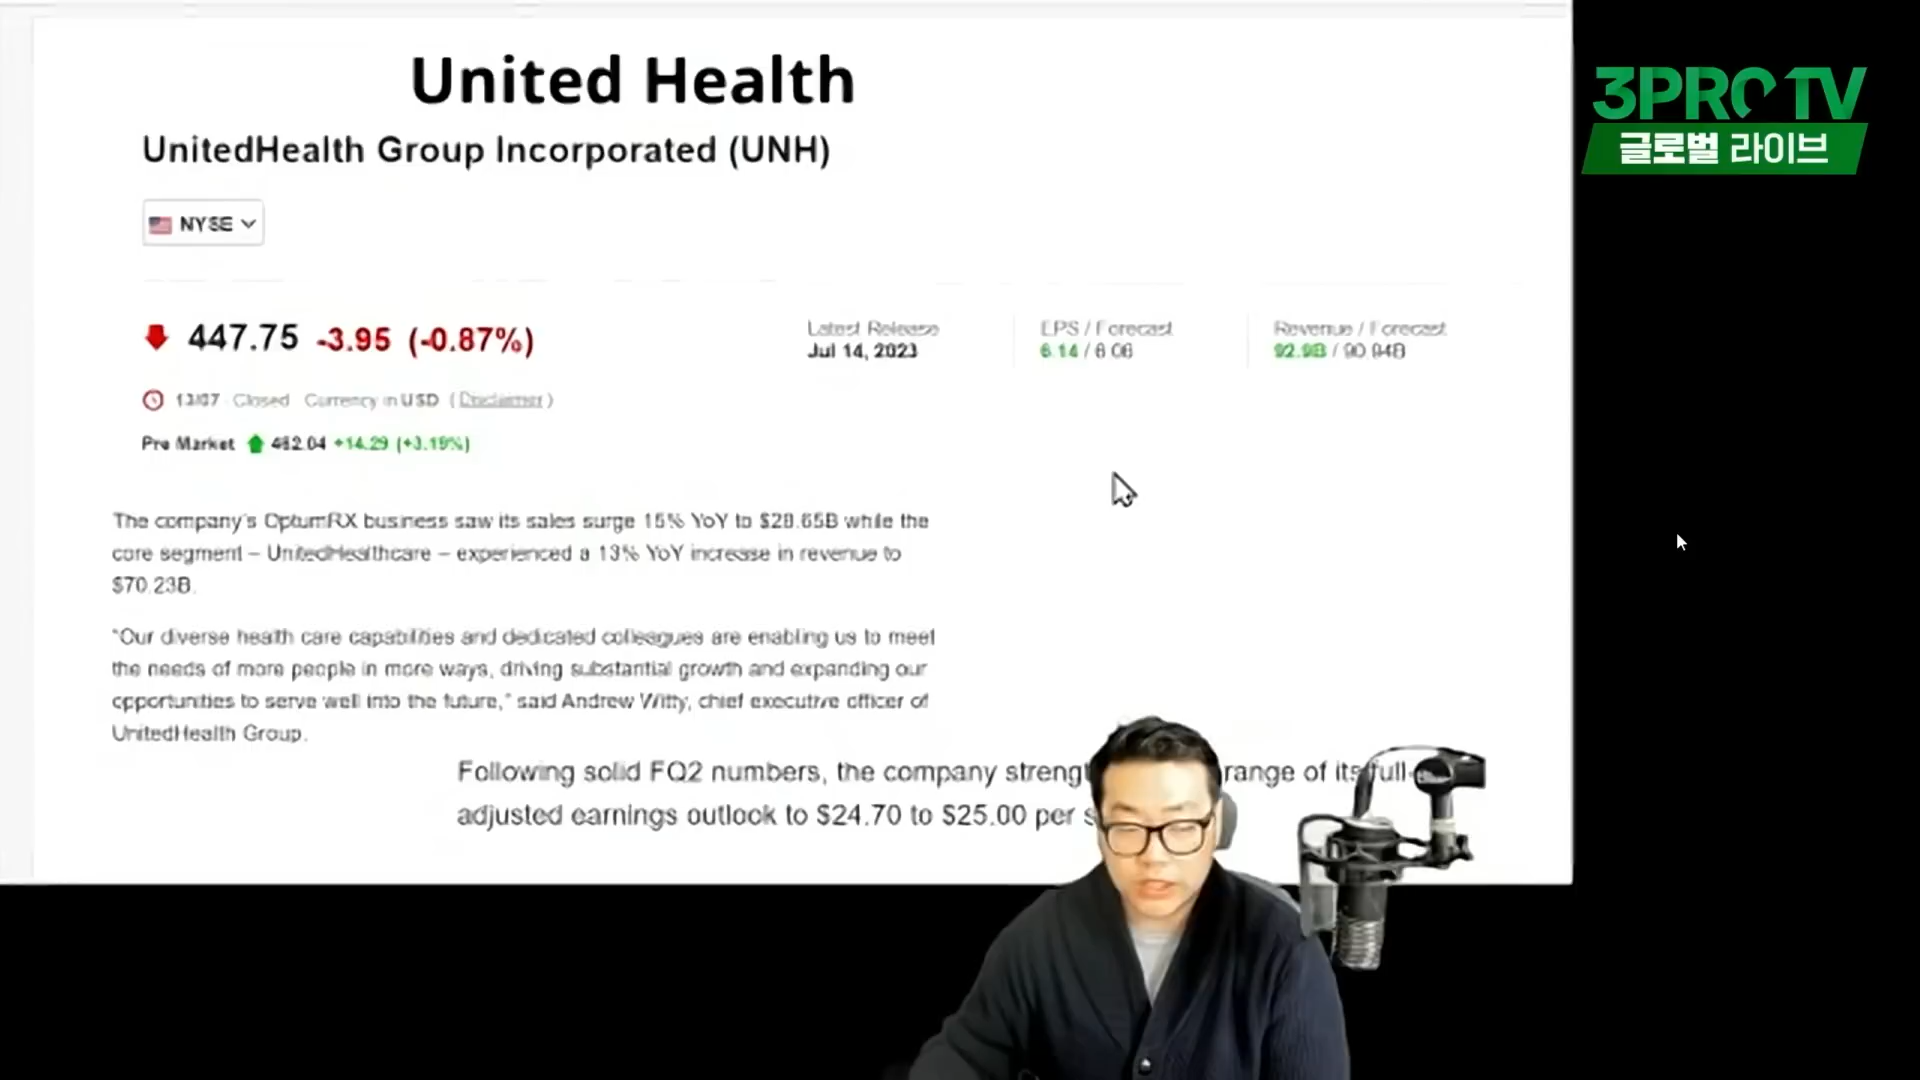 United Health
3PRO TV
글로벌 라이브
UnitedHealth Group Incorporated (UNH)
NYSE
447.75 -3.95 (-0.87%)
Latest Release
Jul 14, 2023
EPS / Forecast
6.14 / 6.06
Revenue / Forecast
92.9B / 90.94B
13/07 Closed Currency in USD ( Disclaimer )
Pre Market 462.04 +14.29 (+3.19%)
The company's OptumRX business saw its sales surge 15% YoY to $28.65B while the
core segment – UnitedHealthcare – experienced a 13% YoY increase in revenue to
$70.23B.
"Our diverse health care capabilities and dedicated colleagues are enabling us to meet
the needs of more people in more ways, driving substantial growth and expanding our
opportunities to serve well into the future," said Andrew Witty, chief executive officer of
UnitedHealth Group.
Following solid FQ2 numbers, the company range of its full-
adjusted earnings outlook to $24.70 to $25.00 per